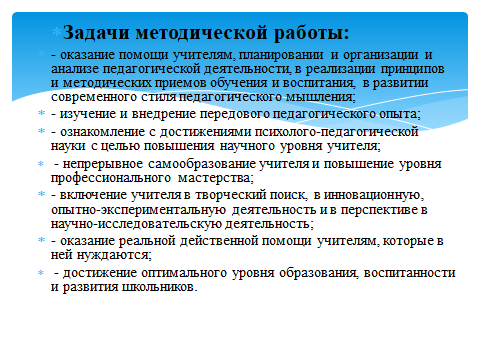 Задачи методической работы:
- оказание помощи учителям, планировании и организации и
анализе педагогической деятельности, в реализации принципов
и методических приемов обучения и воспитания, в развитии
современного стиля педагогического мышления;
- изучение и внедрение передового педагогического опыта;
- ознакомление с достижениями психолого-педагогической
науки с целью повышения научного уровня учителя;
- непрерывное самообразование учителя и повышение уровня
профессионального мастерства;
- включение учителя в творческий поиск, в инновационную,
опытно-экспериментальную деятельность и в перспективе в
научно-исследовательскую деятельность;
- оказание реальной действенной помощи учителям, которые в
ней нуждаются;
- достижение оптимального уровня образования, воспитанности
и развития школьников.